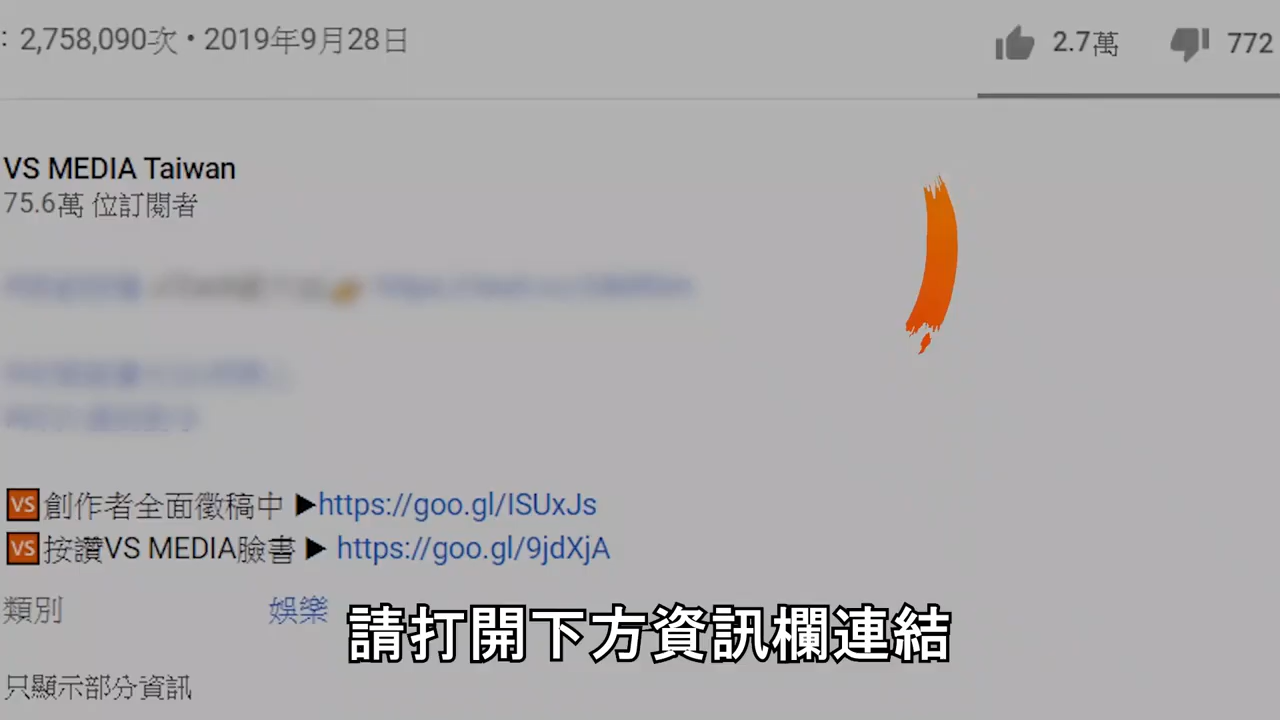 : 2,758,090次 • 2019年9月28日
2.7萬
772
VS MEDIA Taiwan
75.6萬 位訂閱者
VS創作者全面徵稿中 ▶https://goo.gl/ISUxJs
VS按讚VS MEDIA臉書 ▶ https://goo.gl/9jdXjA
類別 娛樂
請打開下方資訊欄連結
只顯示部分資訊